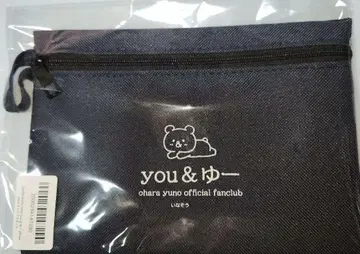 you & ゆー
ohara yuno official fanclub
いなそう